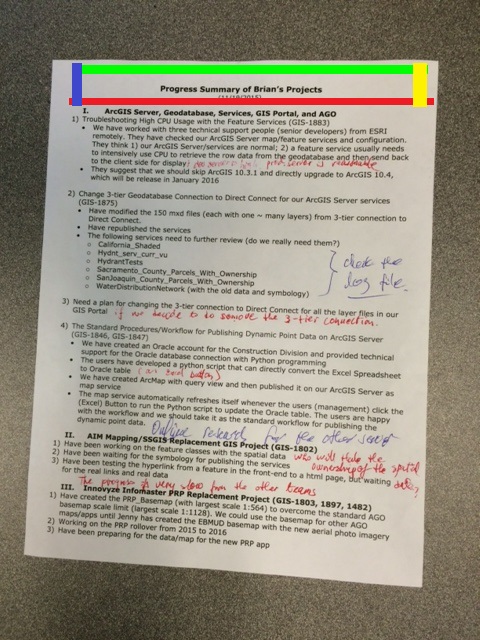 Progress Summary of Brian's Projects
(11/19/2015)
I. ArcGIS Server, Geodatabase, Services, GIS Portal, and AGO
1) Troubleshooting High CPU Usage with the Feature Services (GIS-1883)
• We have worked with three technical support people (senior developers) from ESRI
remotely. They have checked our ArcGIS Server map/feature services and configuration.
They think 1) our ArcGIS Server/services are normal; 2) a feature service usually needs
to intensively use CPU to retrieve the row data from the geodatabase and then send back
to the client side for display; is reasonable
• They suggest that we should skip ArcGIS 10.3.1 and directly upgrade to ArcGIS 10.4,
which will be released in January 2016
2) Change 3-tier Geodatabase Connection to Direct Connect for our ArcGIS Server services
(GIS-1875)
• Have modified the 150 mxd files (each with one ~ many layers) from 3-tier connection to
Direct Connect.
• Have republished the services
• The following services need to further review (do we really need them?)
o California_Shaded
o Hydnt_serv_curr_vu
o HydrantTests
o Sacramento_County_Parcels_With_Ownership
o SanJoaquin_County_Parcels_With_Ownership
o WaterDistributionNetwork (with the old data and symbology)
check the
log file.
3) Need a plan for changing the 3-tier connection to Direct Connect for all the layer files in our
GIS Portal if we decide to do remove the 3-tier connection.
4) The Standard Procedures/Workflow for Publishing Dynamic Point Data on ArcGIS Server
(GIS-1846, GIS-1847)
• We have created an Oracle account for the Construction Division and provided technical
support for the Oracle database connection with Python programming
• The users have developed a python script that can directly convert the Excel Spreadsheet
to Oracle table (an Excel button)
• We have created ArcMap with query view and then published it on our ArcGIS Server as
map service
• The map service automatically refreshes itself whenever the users (management) click the
(Excel) Button to run the Python script to update the Oracle table. The users are happy
with the workflow and we should take it as the standard workflow for publishing the
dynamic point data. Online research for the other server
II. AIM Mapping/SSGIS Replacement GIS Project (GIS-1802)
1) Have been working on the feature classes with the spatial data who will take the
2) Have been waiting for the symbology for publishing the services ownership of the spatial
3) Have been testing the hyperlink from a feature in the front-end to a html page, but waiting data?
for the real links and real data
The progress is very slow from the other teams
III. Innovyze Infomaster PRP Replacement Project (GIS-1803, 1897, 1482)
1) Have created the PRP_Basemap (with largest scale 1:564) to overcome the standard AGO
basemap scale limit (largest scale 1:1128). We could use the basemap for other AGO
maps/apps until Jenny has created the EBMUD basemap with the new aerial photo imagery
2) Working on the PRP rollover from 2015 to 2016
3) Have been preparing for the data/map for the new PRP app